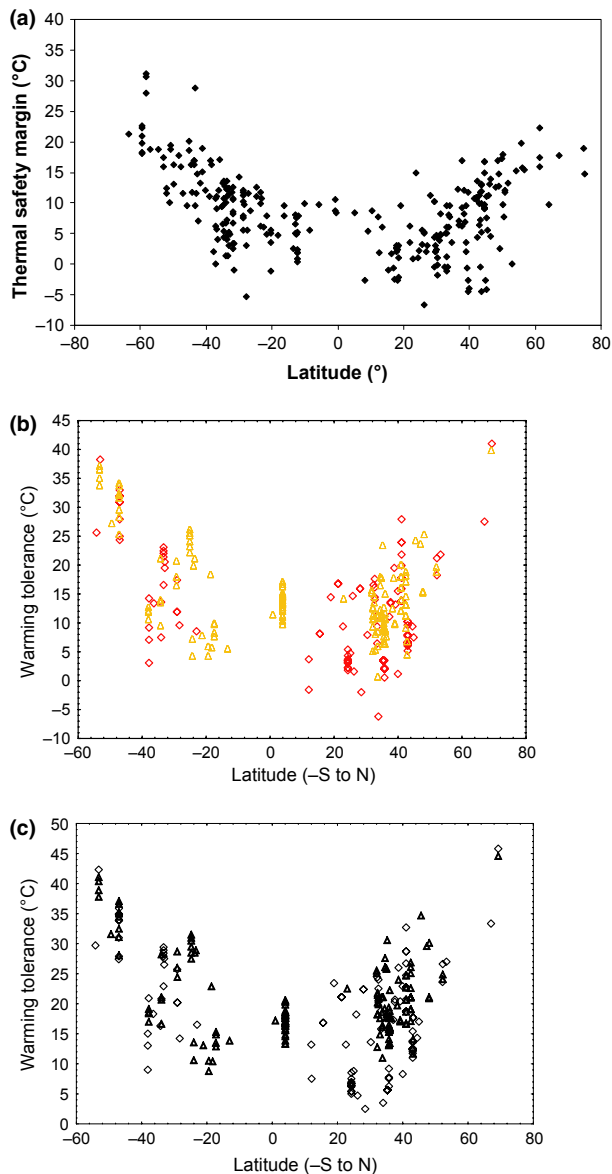 (a)
40
35
30
25
20
15
10
5
0
–5
–10
Thermal safety margin (°C)
–80 –60 –40 –20 0 20 40 60 80
Latitude (°)
(b)
45
40
35
30
25
20
15
10
5
0
–5
–10
Warming tolerance (°C)
–60 –40 –20 0 20 40 60 80
Latitude (–S to N)
(c)
50
45
40
35
30
25
20
15
10
5
0
Warming tolerance (°C)
–60 –40 –20 0 20 40 60 80
Latitude (–S to N)